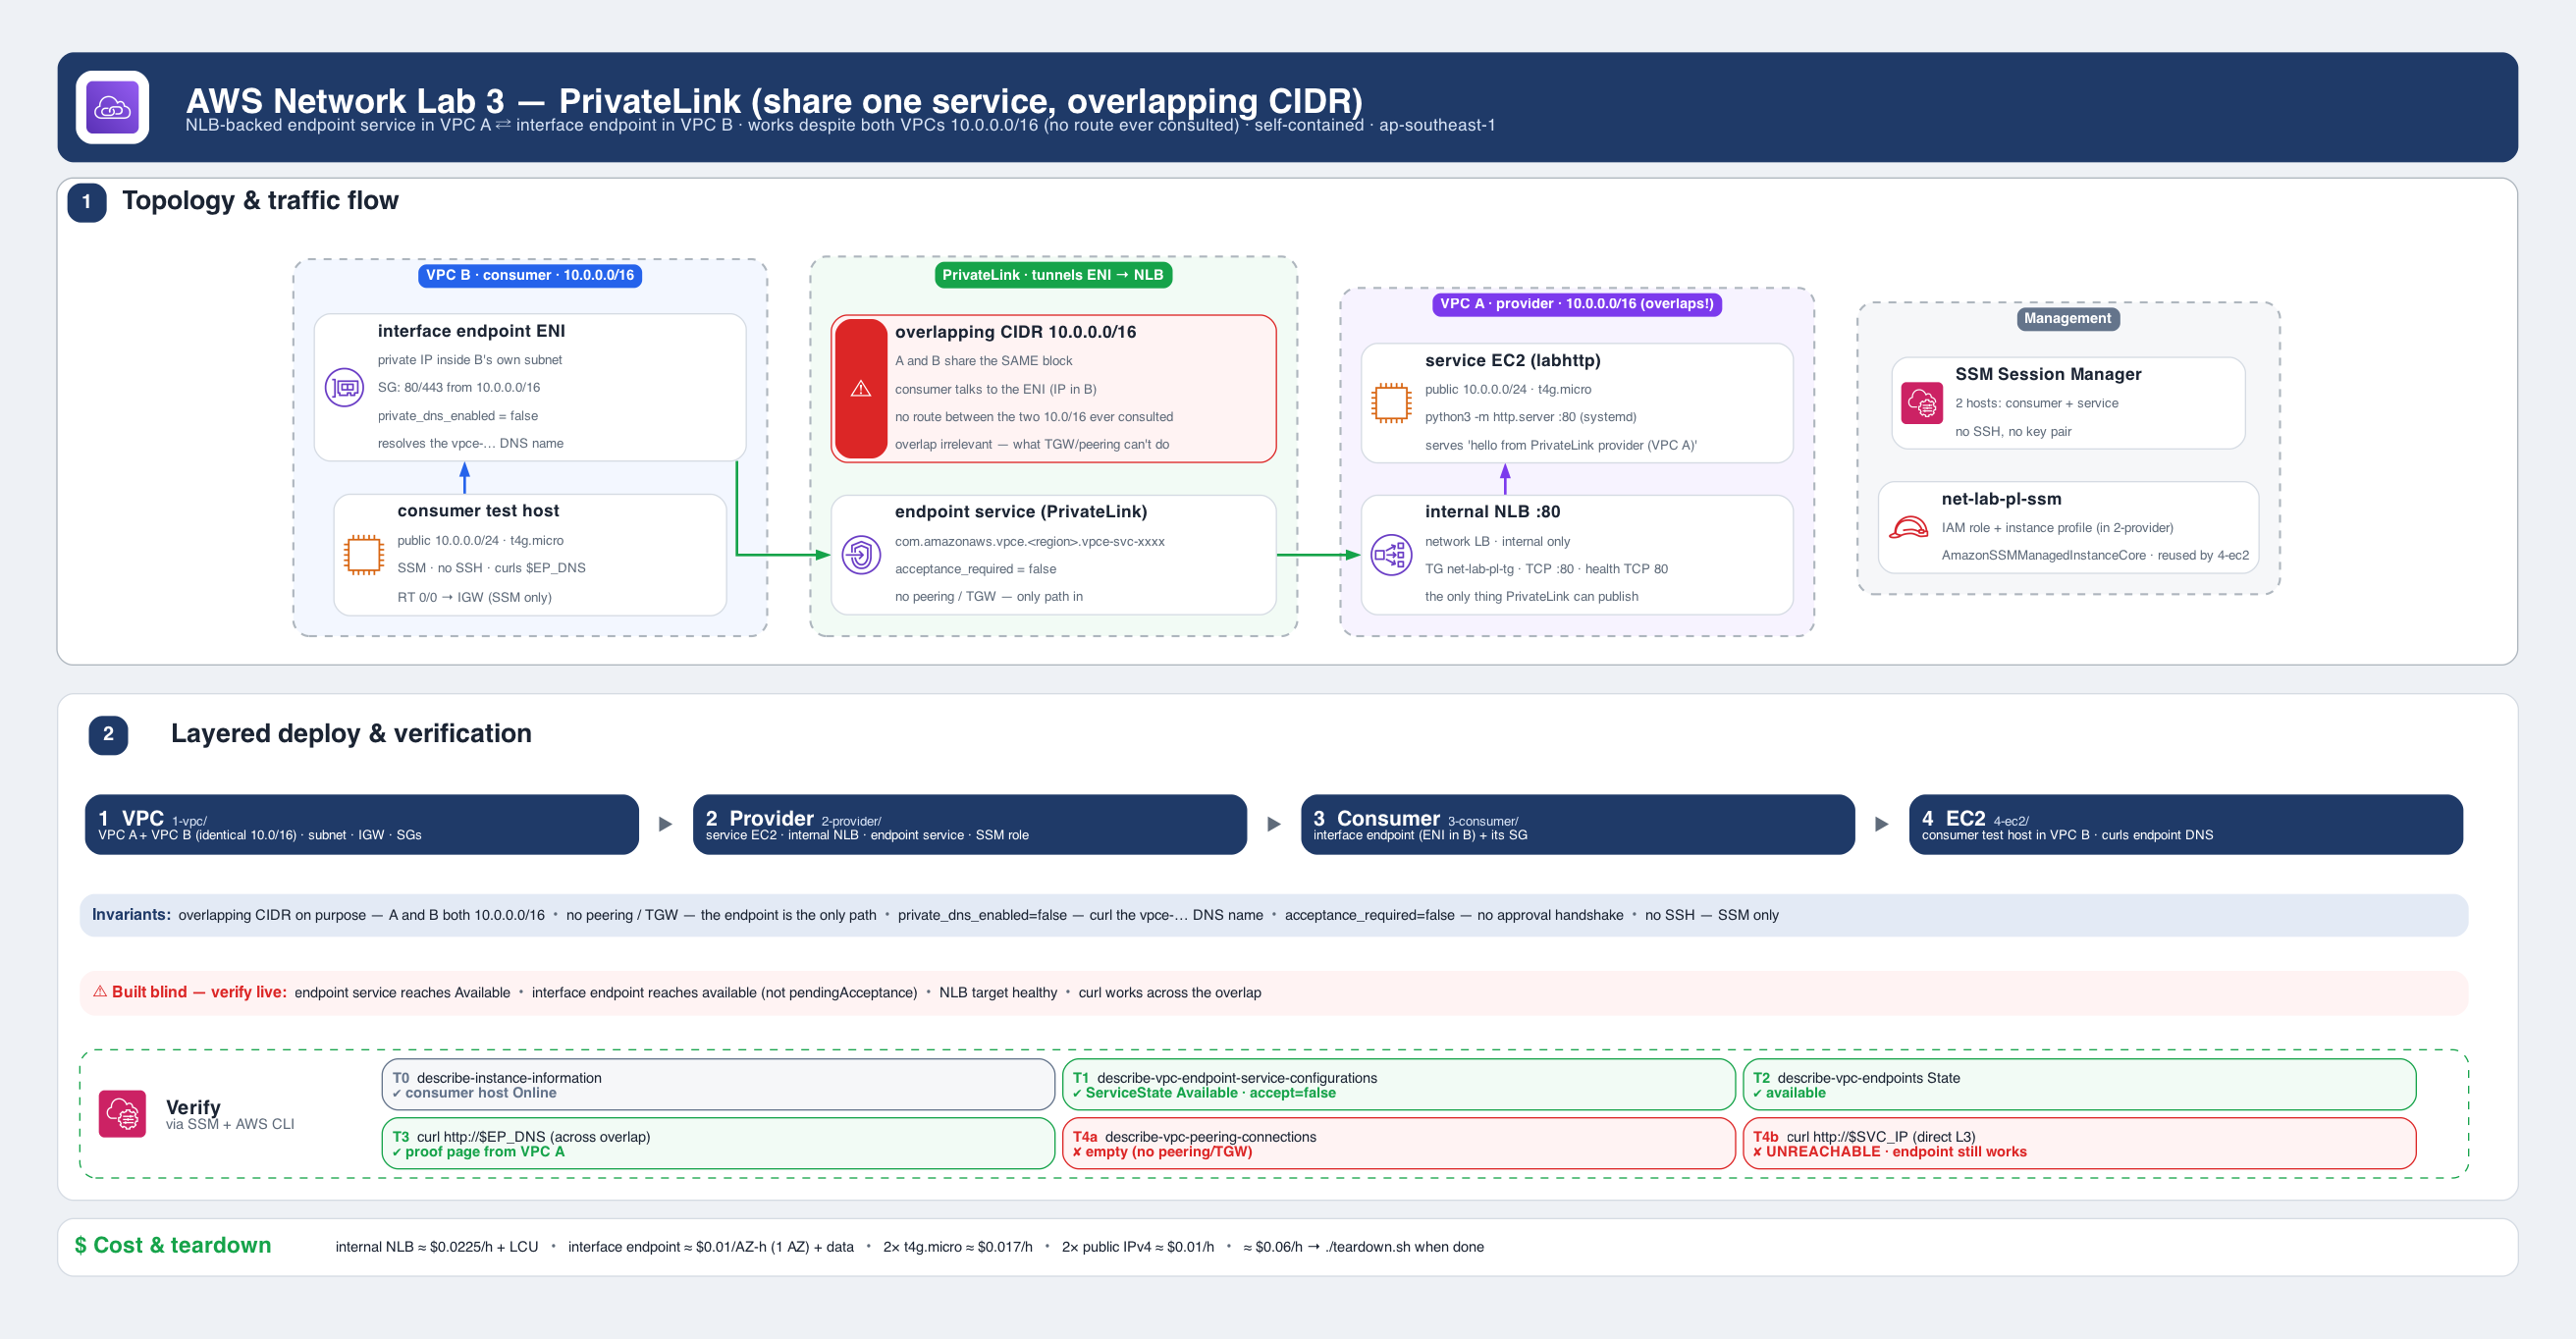 AWS Network Lab 3 — PrivateLink (share one service, overlapping CIDR)
NLB-backed endpoint service in VPC A ⇄ interface endpoint in VPC B · works despite both VPCs 10.0.0.0/16 (no route ever consulted) · self-contained · ap-southeast-1
1 Topology & traffic flow
VPC B · consumer · 10.0.0.0/16
interface endpoint ENI
private IP inside B's own subnet
SG: 80/443 from 10.0.0.0/16
private_dns_enabled = false
resolves the vpce-… DNS name
consumer test host
public 10.0.0.0/24 · t4g.micro
SSM · no SSH · curls $EP_DNS
RT 0/0 → IGW (SSM only)
PrivateLink · tunnels ENI → NLB
⚠
overlapping CIDR 10.0.0.0/16
A and B share the SAME block
consumer talks to the ENI (IP in B)
no route between the two 10.0/16 ever consulted
overlap irrelevant — what TGW/peering can't do
endpoint service (PrivateLink)
com.amazonaws.vpce.<region>.vpce-svc-xxxx
acceptance_required = false
no peering / TGW — only path in
VPC A · provider · 10.0.0.0/16 (overlaps!)
service EC2 (labhttp)
public 10.0.0.0/24 · t4g.micro
python3 -m http.server :80 (systemd)
serves 'hello from PrivateLink provider (VPC A)'
internal NLB :80
network LB · internal only
TG net-lab-pl-tg · TCP :80 · health TCP 80
the only thing PrivateLink can publish
Management
SSM Session Manager
2 hosts: consumer + service
no SSH, no key pair
net-lab-pl-ssm
IAM role + instance profile (in 2-provider)
AmazonSSMManagedInstanceCore · reused by 4-ec2
2 Layered deploy & verification
1 VPC 1-vpc/
VPC A + VPC B (identical 10.0/16) · subnet · IGW · SGs
2 Provider 2-provider/
service EC2 · internal NLB · endpoint service · SSM role
3 Consumer 3-consumer/
interface endpoint (ENI in B) + its SG
4 EC2 4-ec2/
consumer test host in VPC B · curls endpoint DNS
Invariants: overlapping CIDR on purpose — A and B both 10.0.0.0/16 • no peering / TGW — the endpoint is the only path • private_dns_enabled=false — curl the vpce-… DNS name • acceptance_required=false — no approval handshake • no SSH — SSM only
⚠ Built blind — verify live: endpoint service reaches Available • interface endpoint reaches available (not pendingAcceptance) • NLB target healthy • curl works across the overlap
Verify
via SSM + AWS CLI
T0 describe-instance-information
✔ consumer host Online
T1 describe-vpc-endpoint-service-configurations
✔ ServiceState Available · accept=false
T2 describe-vpc-endpoints State
✔ available
T3 curl http://$EP_DNS (across overlap)
✔ proof page from VPC A
T4a describe-vpc-peering-connections
✘ empty (no peering/TGW)
T4b curl http://$SVC_IP (direct L3)
✘ UNREACHABLE · endpoint still works
$ Cost & teardown
internal NLB ≈ $0.0225/h + LCU • interface endpoint ≈ $0.01/AZ-h (1 AZ) + data • 2× t4g.micro ≈ $0.017/h • 2× public IPv4 ≈ $0.01/h • ≈ $0.06/h → ./teardown.sh when done